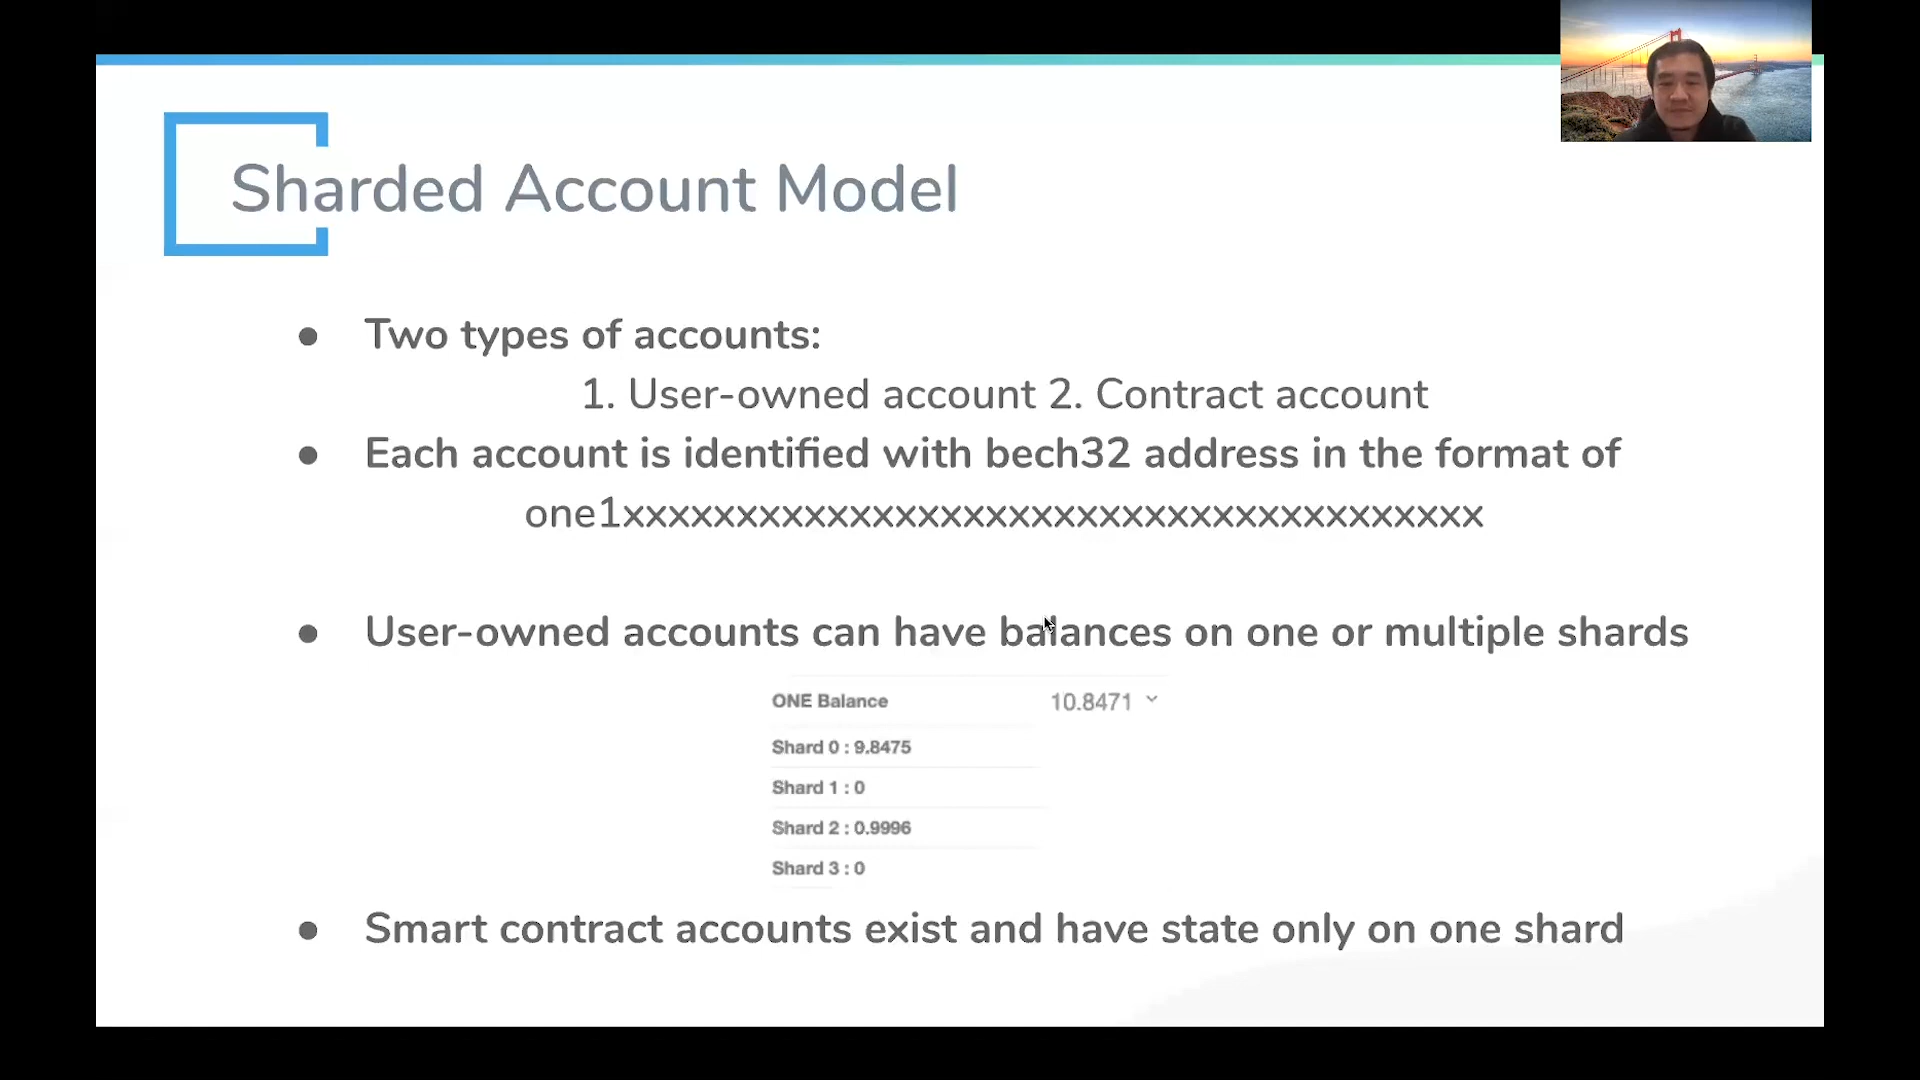 Sharded Account Model
● Two types of accounts:
1. User-owned account 2. Contract account
● Each account is identified with bech32 address in the format of
one1xxxxxxxxxxxxxxxxxxxxxxxxxxxxxxxxxxxxxx
● User-owned accounts can have balances on one or multiple shards
ONE Balance 10.8471
Shard 0 : 9.8475
Shard 1 : 0
Shard 2 : 0.9996
Shard 3 : 0
● Smart contract accounts exist and have state only on one shard